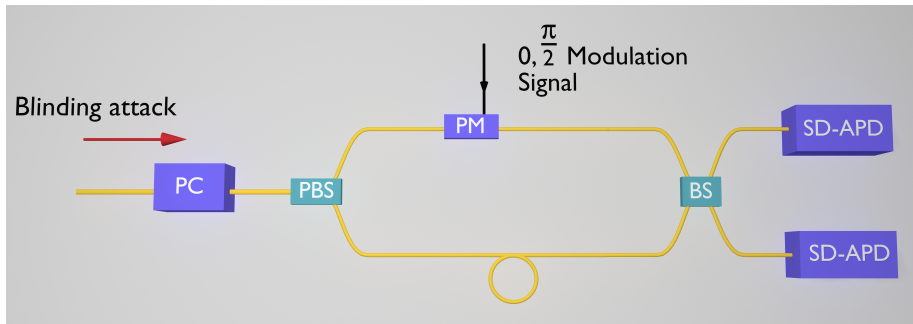 Blinding attack
0, π/2 Modulation
Signal
PM
SD-APD
PC
PBS
BS
SD-APD